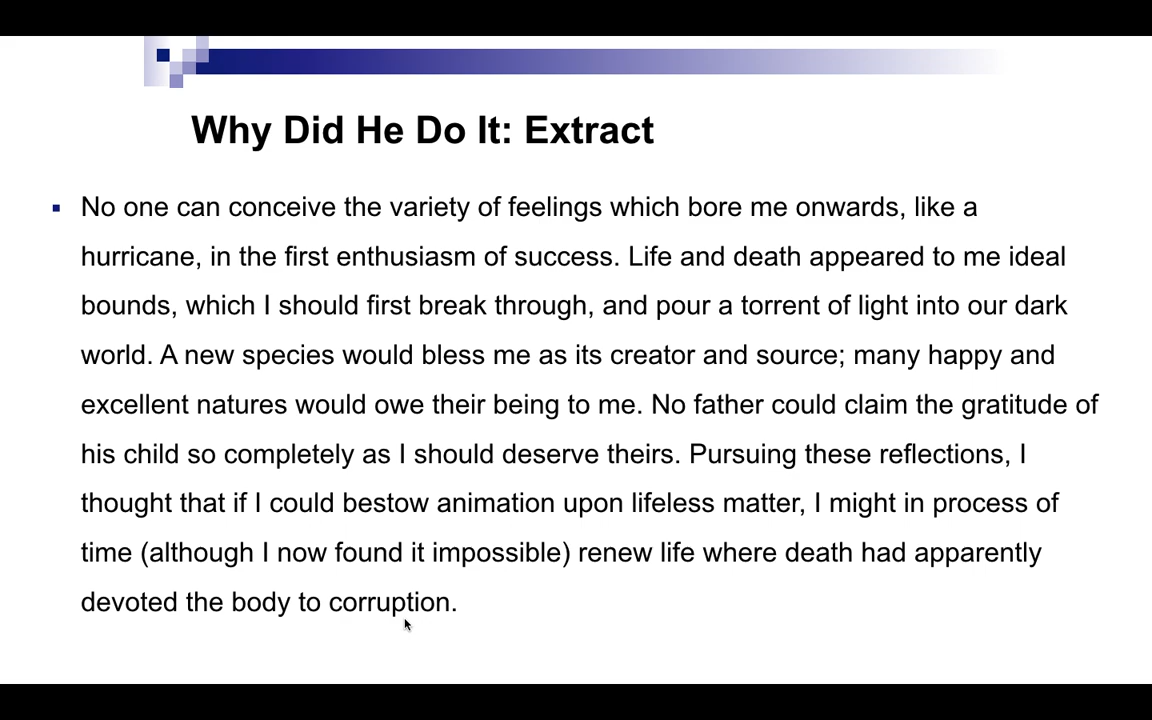 Why Did He Do It: Extract
No one can conceive the variety of feelings which bore me onwards, like a
hurricane, in the first enthusiasm of success. Life and death appeared to me ideal
bounds, which I should first break through, and pour a torrent of light into our dark
world. A new species would bless me as its creator and source; many happy and
excellent natures would owe their being to me. No father could claim the gratitude of
his child so completely as I should deserve theirs. Pursuing these reflections, I
thought that if I could bestow animation upon lifeless matter, I might in process of
time (although I now found it impossible) renew life where death had apparently
devoted the body to corruption.